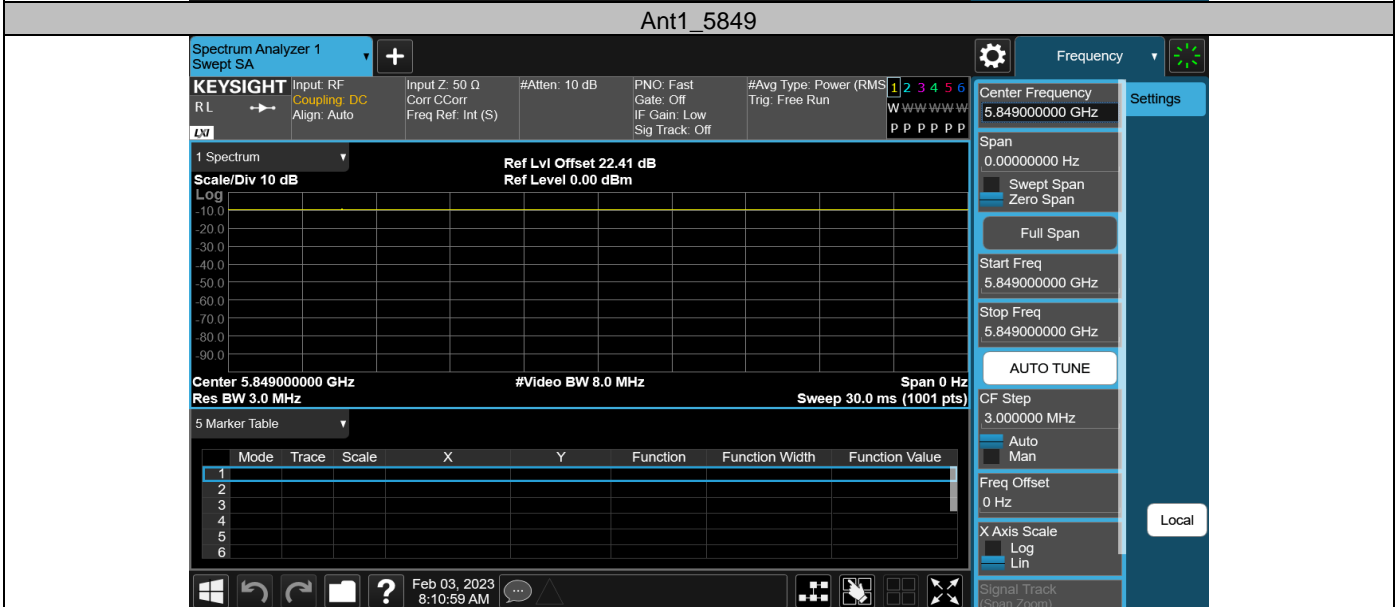 Ant1_5849
Spectrum Analyzer 1
Swept SA
+
Frequency
KEYSIGHT
RL
LXI
Input: RF
Coupling: DC
Align: Auto
Input Z: 50 Ω
Corr CCorr
Freq Ref: Int (S)
#Atten: 10 dB
PNO: Fast
Gate: Off
IF Gain: Low
Sig Track: Off
#Avg Type: Power (RMS
Trig: Free Run
1 2 3 4 5 6
W W W W W W
P P P P P P
1 Spectrum
Scale/Div 10 dB
Ref Lvl Offset 22.41 dB
Ref Level 0.00 dBm
Log
-10.0
-20.0
-30.0
-40.0
-50.0
-60.0
-70.0
-80.0
-90.0
Center 5.849000000 GHz
#Video BW 8.0 MHz
Span 0 Hz
Res BW 3.0 MHz
Sweep 30.0 ms (1001 pts)
5 Marker Table
Mode Trace Scale X Y Function Function Width Function Value
1
2
3
4
5
6
Feb 03, 2023
8:10:59 AM
?
Center Frequency
5.849000000 GHz
Span
0.00000000 Hz
Swept Span
Zero Span
Full Span
Start Freq
5.849000000 GHz
Stop Freq
5.849000000 GHz
AUTO TUNE
CF Step
3.000000 MHz
Auto
Man
Freq Offset
0 Hz
X Axis Scale
Log
Lin
Signal Track
(Span Zoom)
Settings
Local